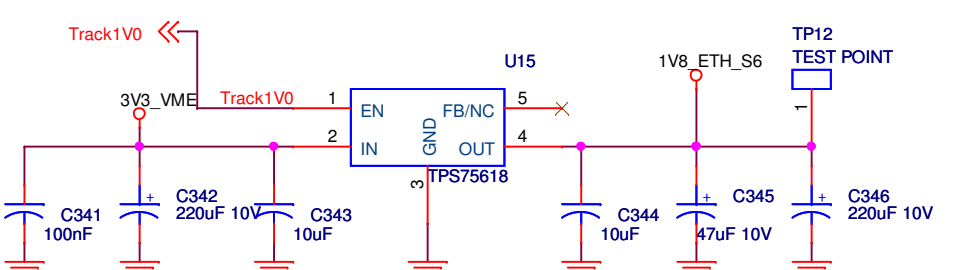 Track1V0
TP12
TEST POINT
U15
1V8_ETH_S6
3V3_VME
Track1V0
1
EN
FB/NC
5
1
2
IN
GND
OUT
4
3
TPS75618
C341
100nF
C342
220uF 10V
C343
10uF
C344
10uF
C345
47uF 10V
C346
220uF 10V